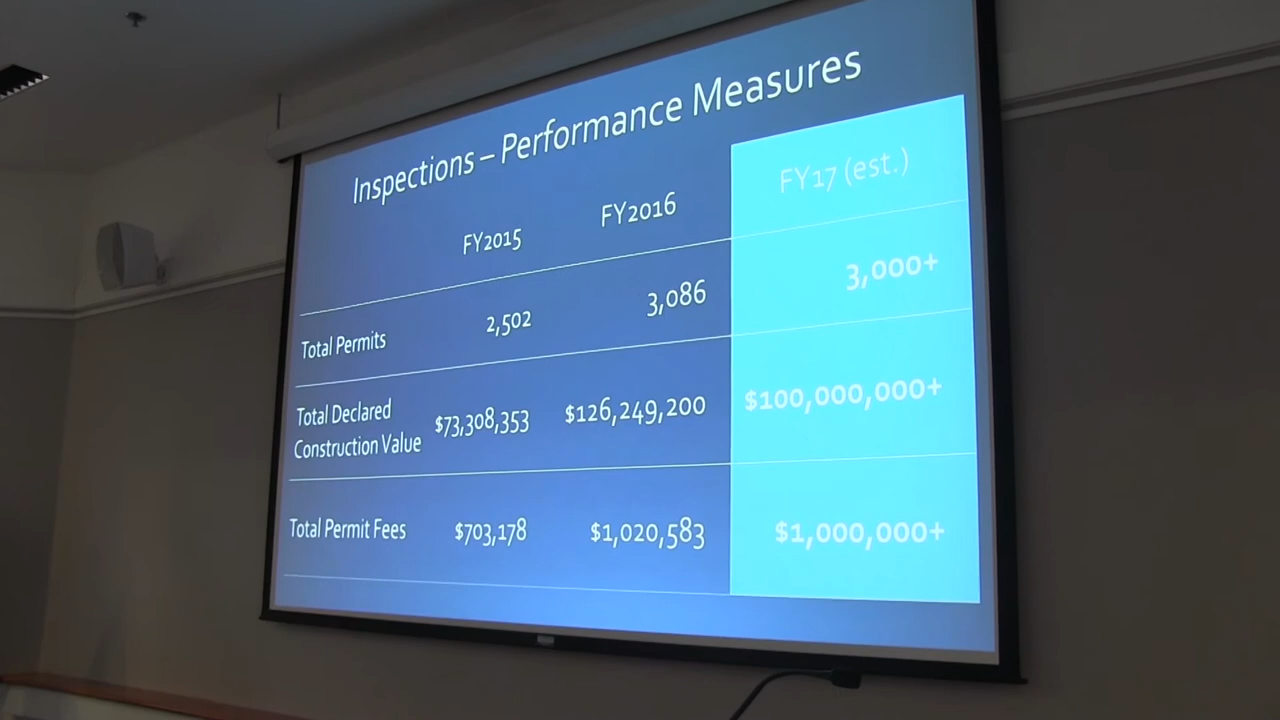 Inspections – Performance Measures
FY2015 FY2016 FY17 (est.)
Total Permits 2,502 3,086 3,000+
Total Declared
Construction Value $73,308,353 $126,249,200 $100,000,000+
Total Permit Fees $703,178 $1,020,583 $1,000,000+